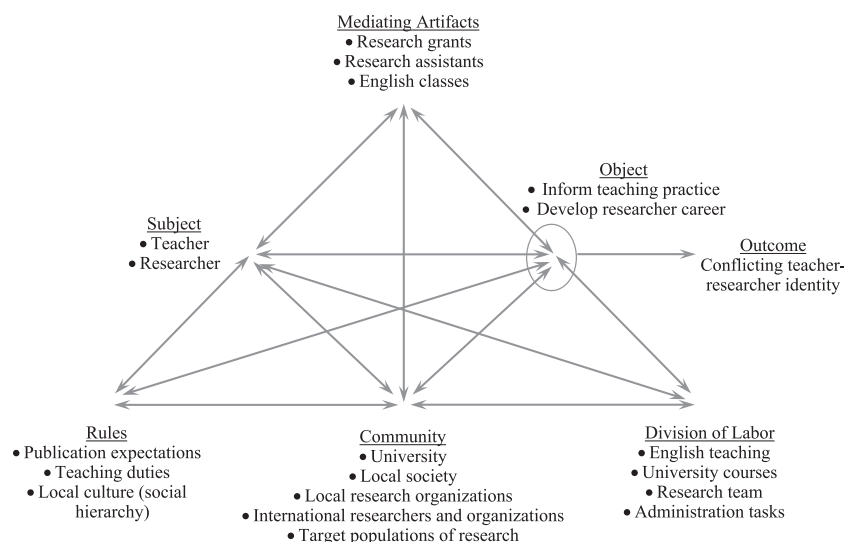 Mediating Artifacts
• Research grants
• Research assistants
• English classes
Object
• Inform teaching practice
• Develop researcher career
Subject
• Teacher
• Researcher
Outcome
Conflicting teacher-
researcher identity
Rules
• Publication expectations
• Teaching duties
• Local culture (social
hierarchy)
Community
• University
• Local society
• Local research organizations
• International researchers and organizations
• Target populations of research
Division of Labor
• English teaching
• University courses
• Research team
• Administration tasks